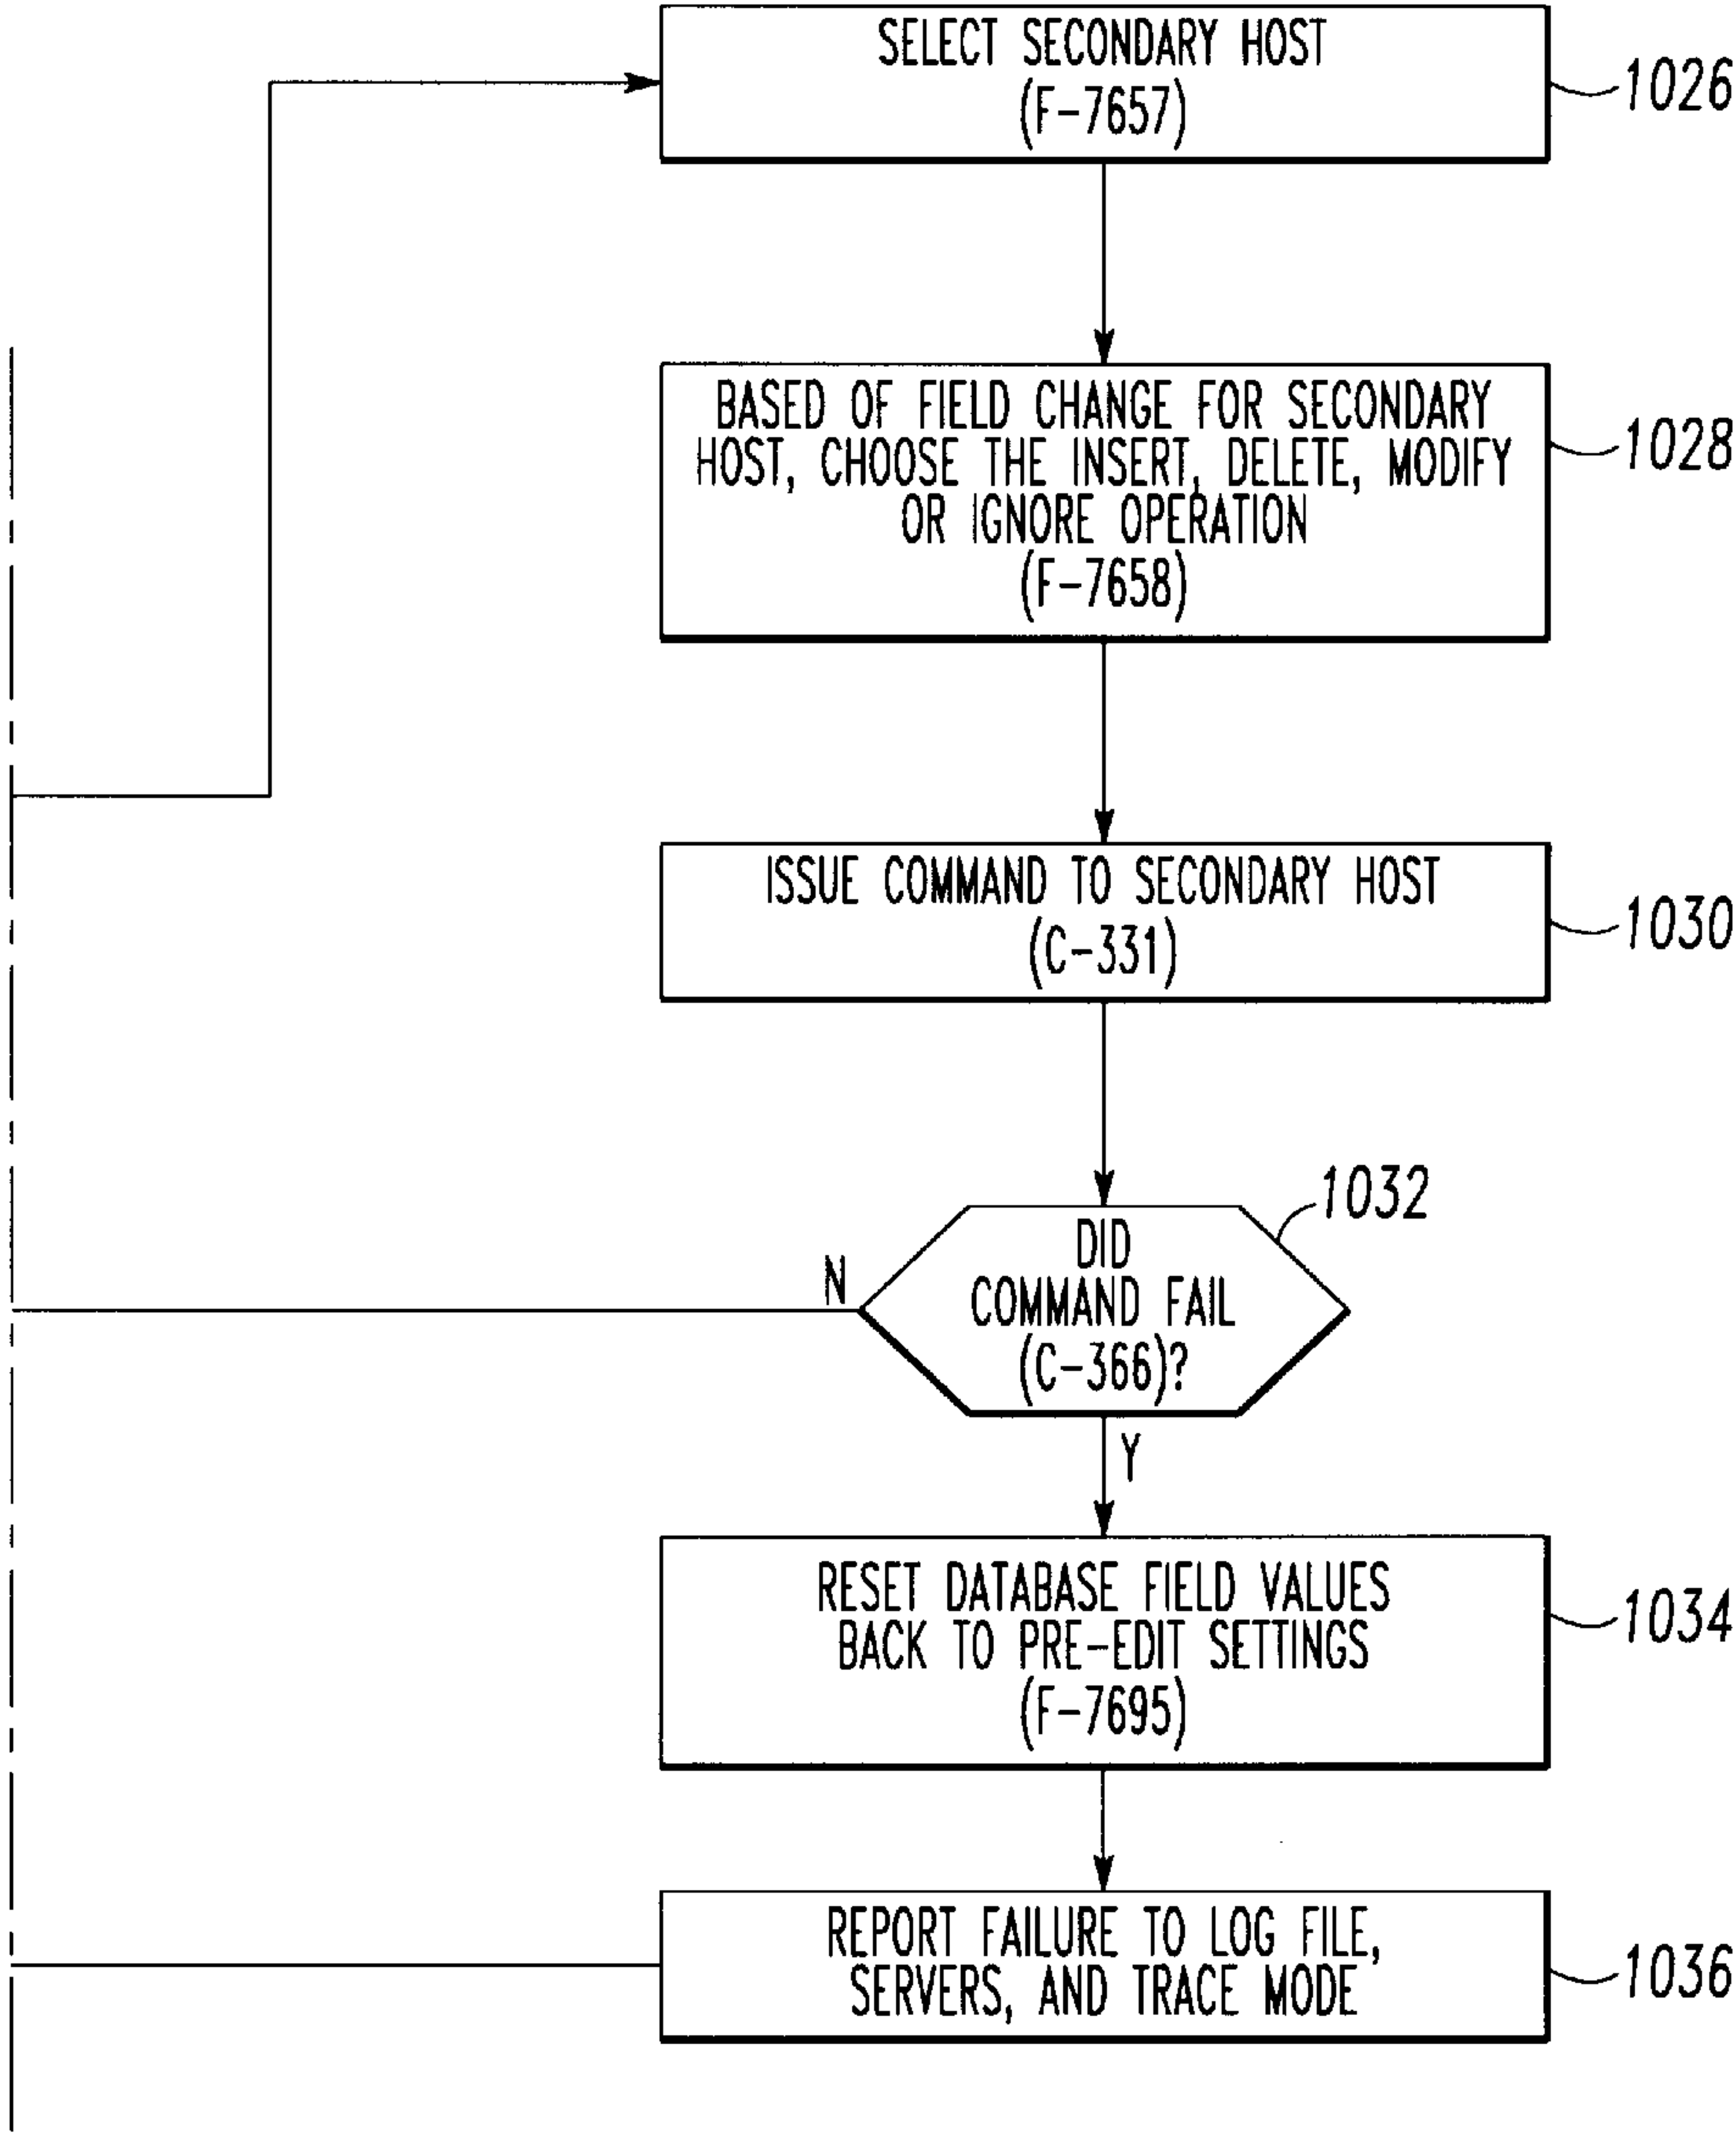 SELECT SECONDARY HOST
(F-7657)
1026
BASED OF FIELD CHANGE FOR SECONDARY
HOST, CHOOSE THE INSERT, DELETE, MODIFY
OR IGNORE OPERATION
(F-7658)
1028
ISSUE COMMAND TO SECONDARY HOST
(C-331)
1030
1032
DID
COMMAND FAIL
(C-366)?
N
Y
RESET DATABASE FIELD VALUES
BACK TO PRE-EDIT SETTINGS
(F-7695)
1034
REPORT FAILURE TO LOG FILE,
SERVERS, AND TRACE MODE
1036